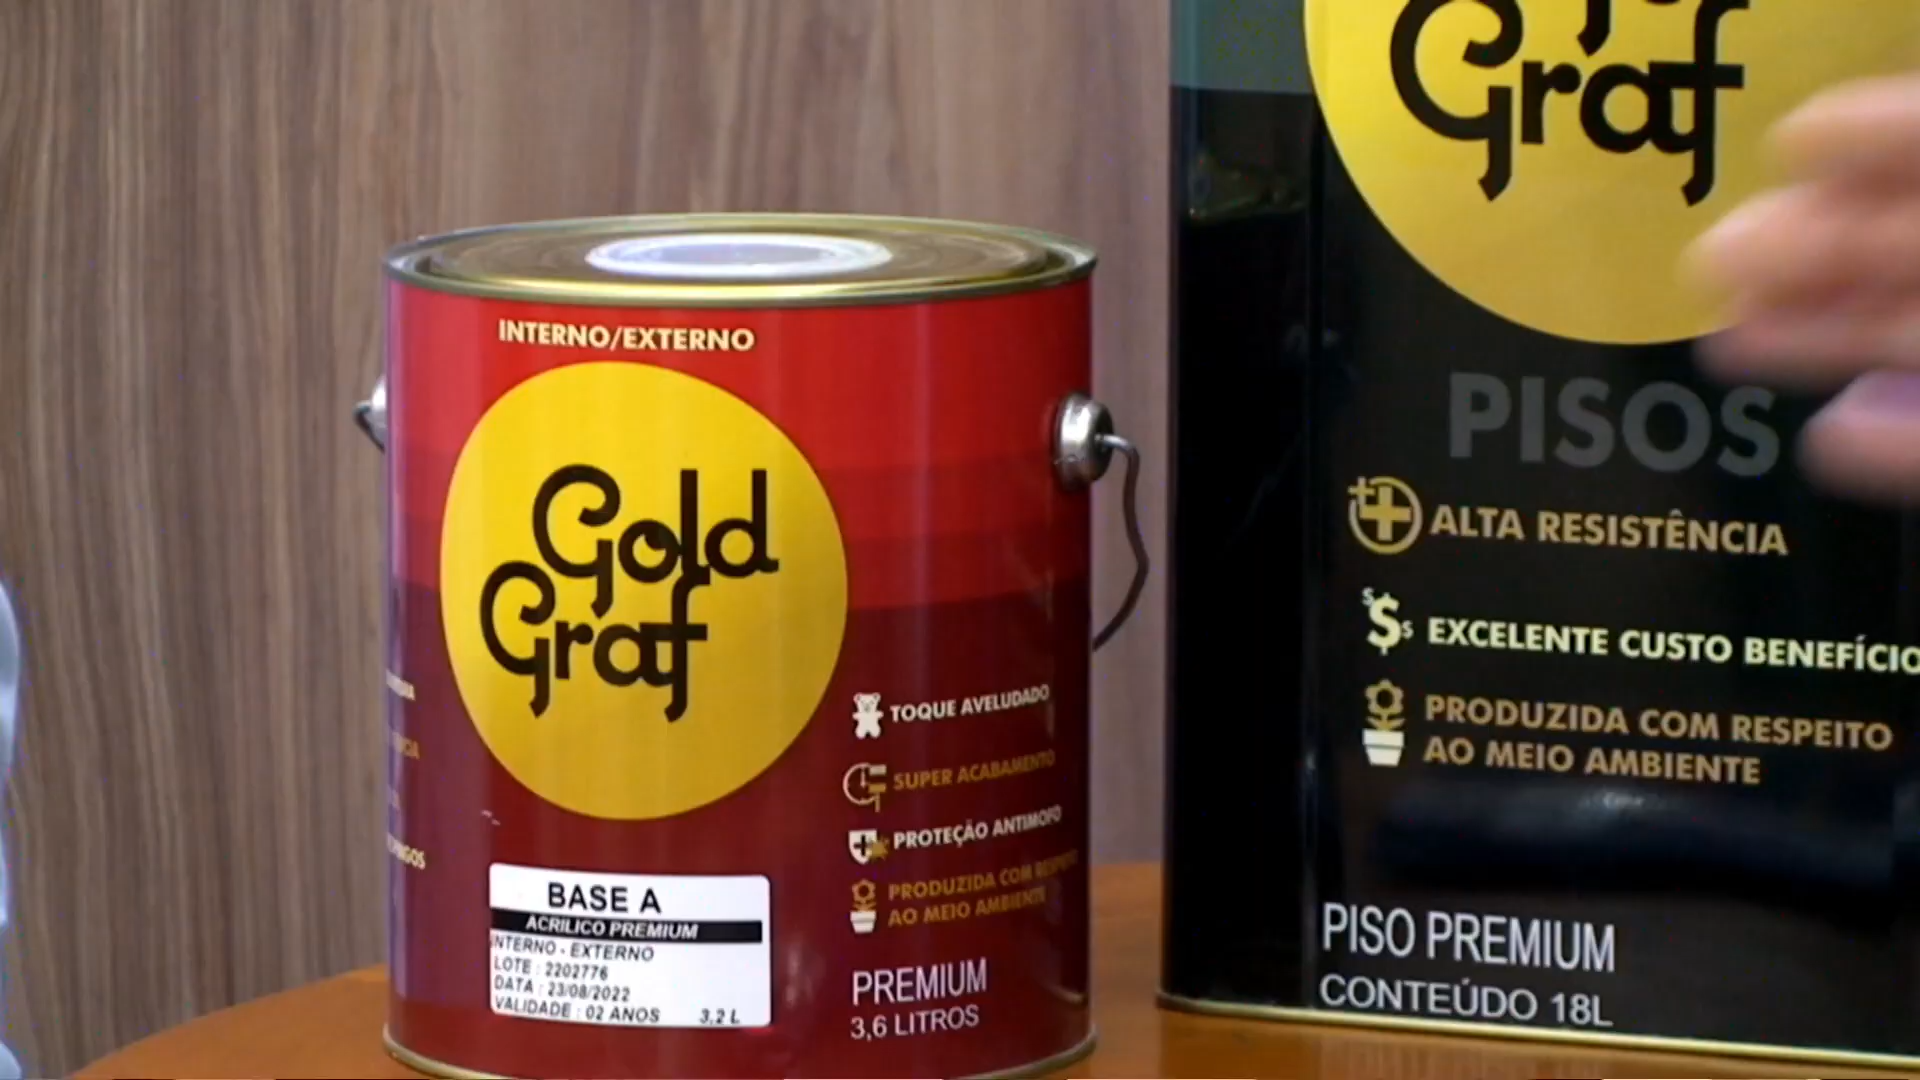 INTERNO/EXTERNO
Gold
Graf
TOQUE AVELUDADO
SUPER ACABAMENTO
PROTEÇÃO ANTIMOFO
PRODUZIDA COM RESPEITO
AO MEIO AMBIENTE
BASE A
ACRILICO PREMIUM
INTERNO - EXTERNO
LOTE : 2202776
DATA : 23/08/2022
VALIDADE : 02 ANOS 3,2 L
PREMIUM
3,6 LITROS
Graf
PISOS
ALTA RESISTÊNCIA
EXCELENTE CUSTO BENEFÍCIO
PRODUZIDA COM RESPEITO
AO MEIO AMBIENTE
PISO PREMIUM
CONTEÚDO 18L